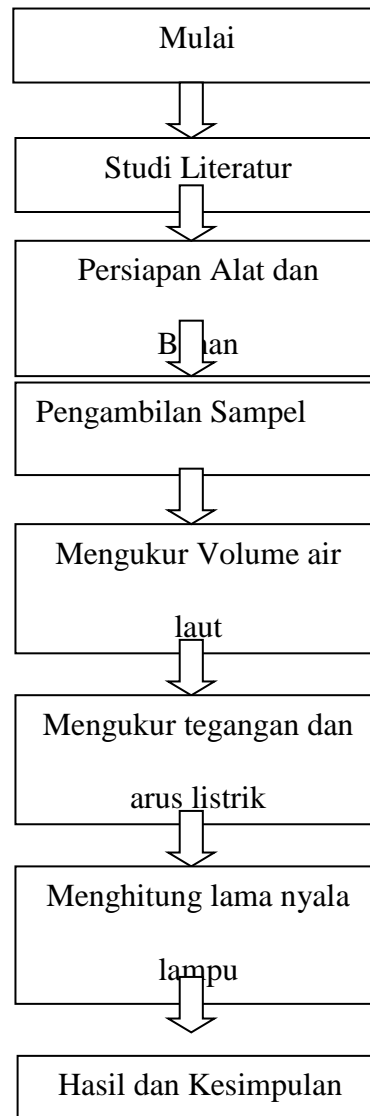 Mulai
Studi Literatur
Persiapan Alat dan
Bahan
Pengambilan Sampel
Mengukur Volume air
laut
Mengukur tegangan dan
arus listrik
Menghitung lama nyala
lampu
Hasil dan Kesimpulan